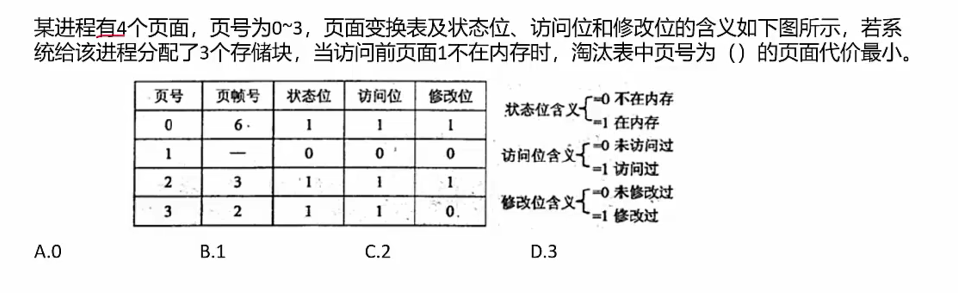 某进程有4个页面，页号为0~3，页面变换表及状态位、访问位和修改位的含义如下图所示，若系
统给该进程分配了3个存储块，当访问前页面1不在内存时，淘汰表中页号为（）的页面代价最小。
页号 页帧号 状态位 访问位 修改位
0 6 1 1 1
1 — 0 0 0
2 3 1 1 1
3 2 1 1 0
状态位含义 =0 不在内存
=1 在内存
访问位含义 =0 未访问过
=1 访问过
修改位含义 =0 未修改过
=1 修改过
A.0 B.1 C.2 D.3